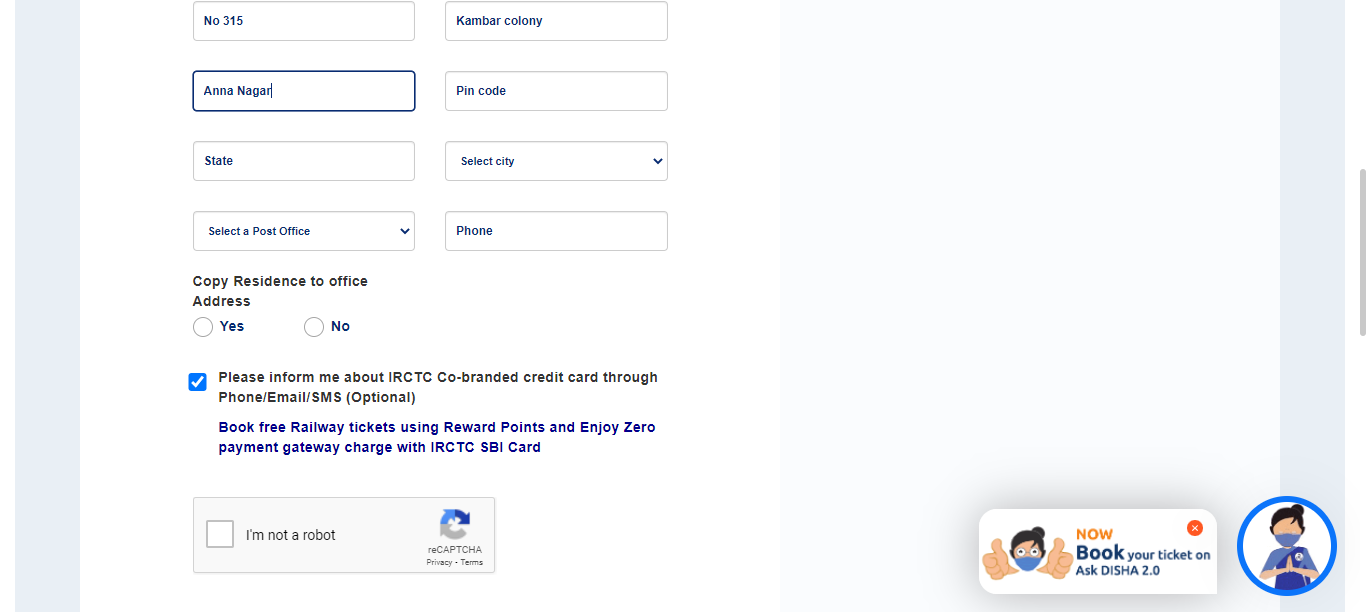 No 315
Kambar colony
Anna Nagar
Pin code
State
Select city
Select a Post Office
Phone
Copy Residence to office
Address
Yes
No
Please inform me about IRCTC Co-branded credit card through
Phone/Email/SMS (Optional)
Book free Railway tickets using Reward Points and Enjoy Zero
payment gateway charge with IRCTC SBI Card
I'm not a robot
reCAPTCHA
Privacy - Terms
NOW
Book your ticket on
Ask DISHA 2.0